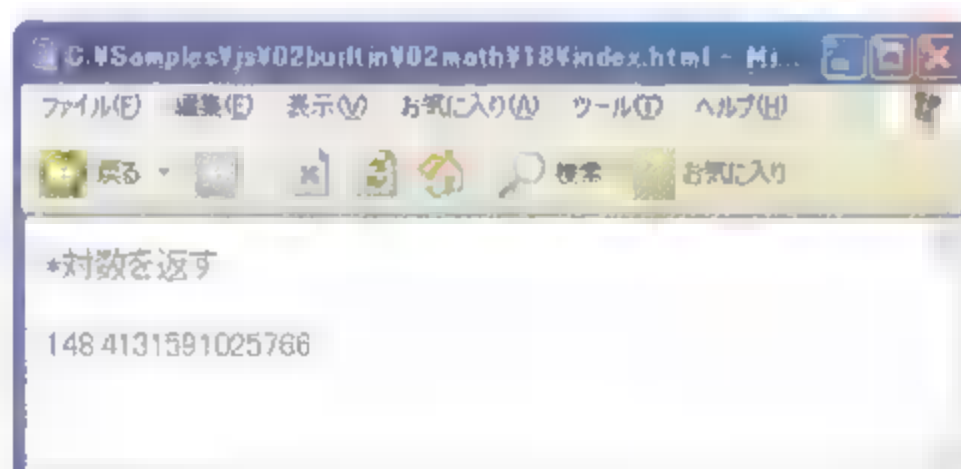 C:¥Samples¥js¥02builtin¥02math¥18¥index.html - Mi...
ファイル(F) 編集(E) 表示(V) お気に入り(A) ツール(T) ヘルプ(H)
戻る 検索 お気に入り
*対数を返す
148.4131591025766